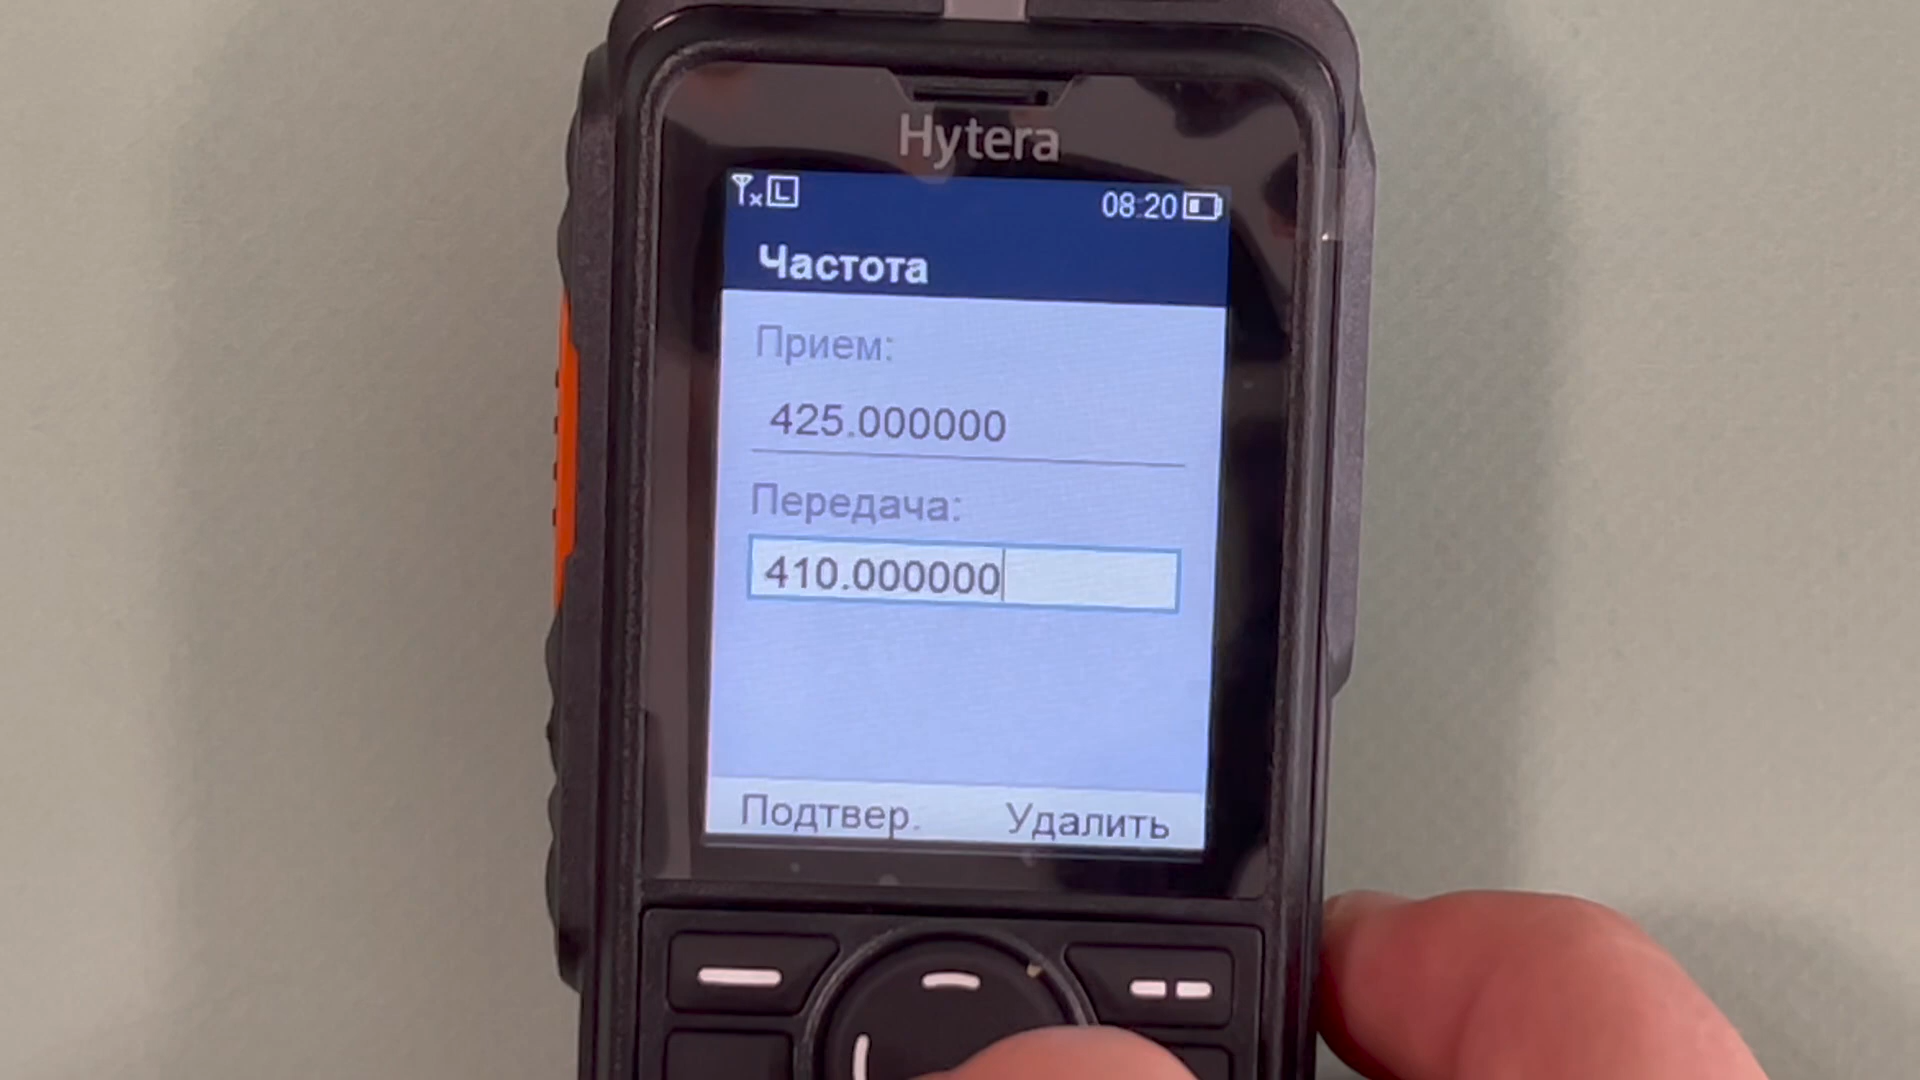 Hytera
L 08:20
Частота
Прием:
425.000000
Передача:
410.000000
Подтвер. Удалить